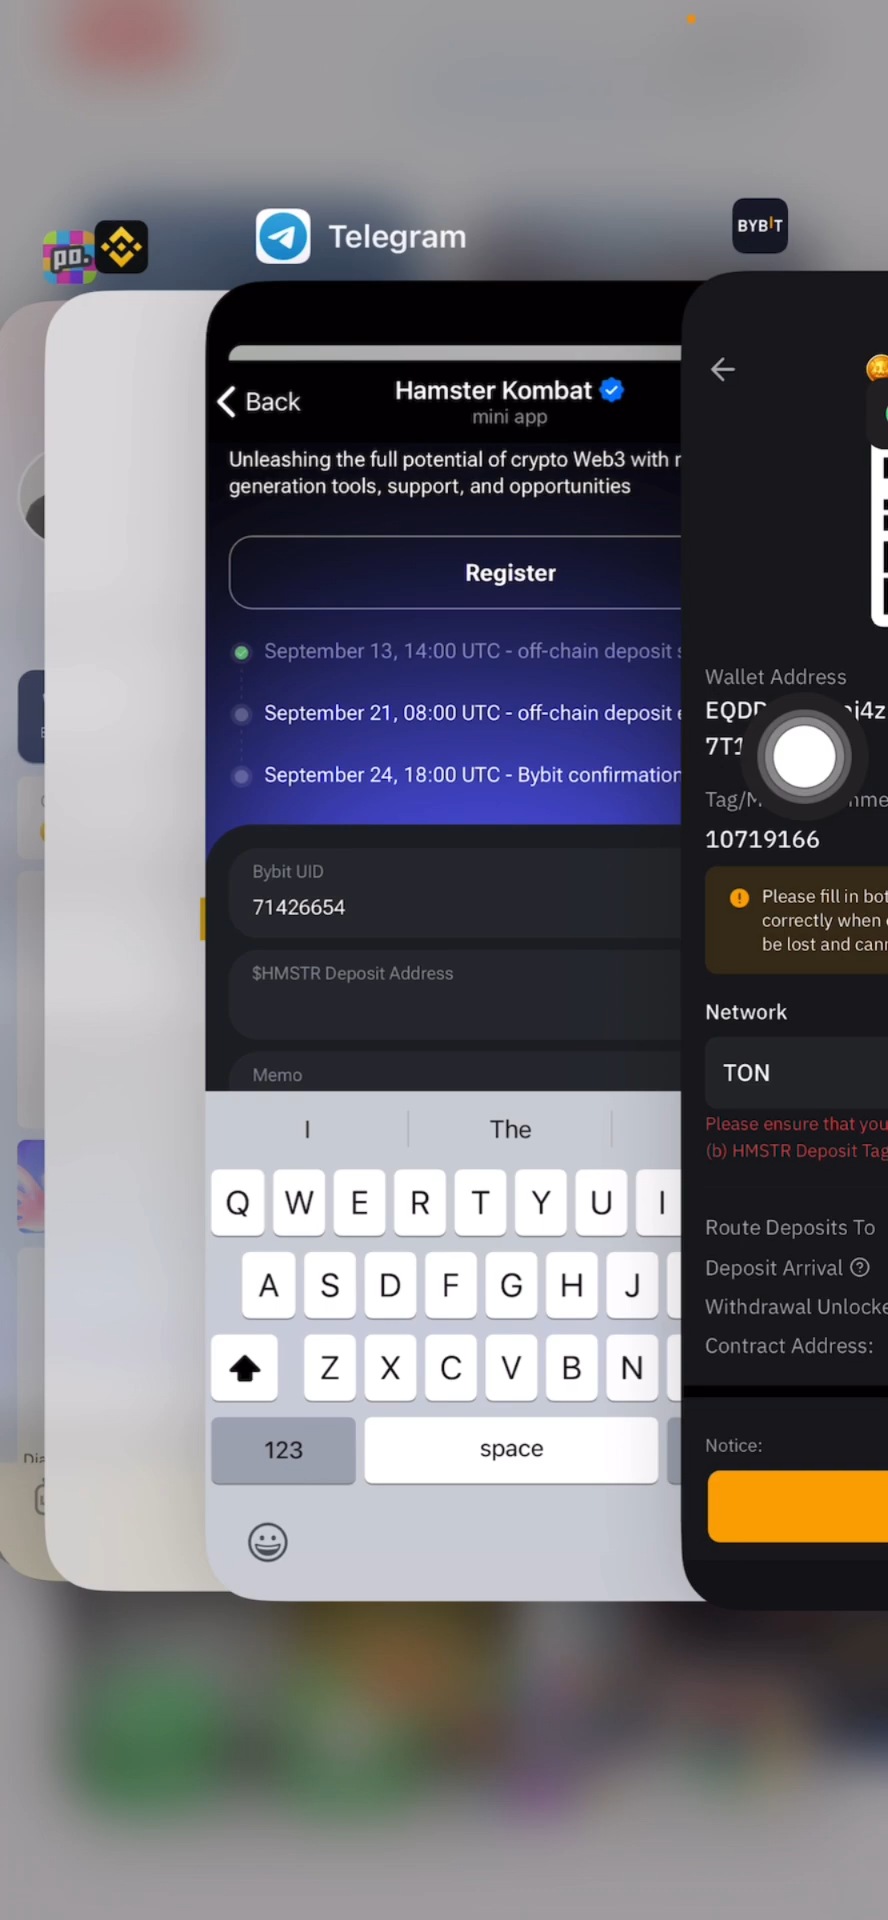 po.
Telegram
BYBIT
Back
Hamster Kombat
mini app
Unleashing the full potential of crypto Web3 with
generation tools, support, and opportunities
Register
September 13, 14:00 UTC - off-chain deposit
September 21, 08:00 UTC - off-chain deposit
September 24, 18:00 UTC - Bybit confirmation
Bybit UID
71426654
$HMSTR Deposit Address
Memo
I
The
Q W E R T Y U I
A S D F G H J
Z X C V B N
123
space
Wallet Address
10719166
Please fill in
correctly when
be lost and
Network
TON
Please ensure that you
(b) HMSTR Deposit Tag
Route Deposits To
Deposit Arrival ?
Withdrawal
Contract Address:
Notice: